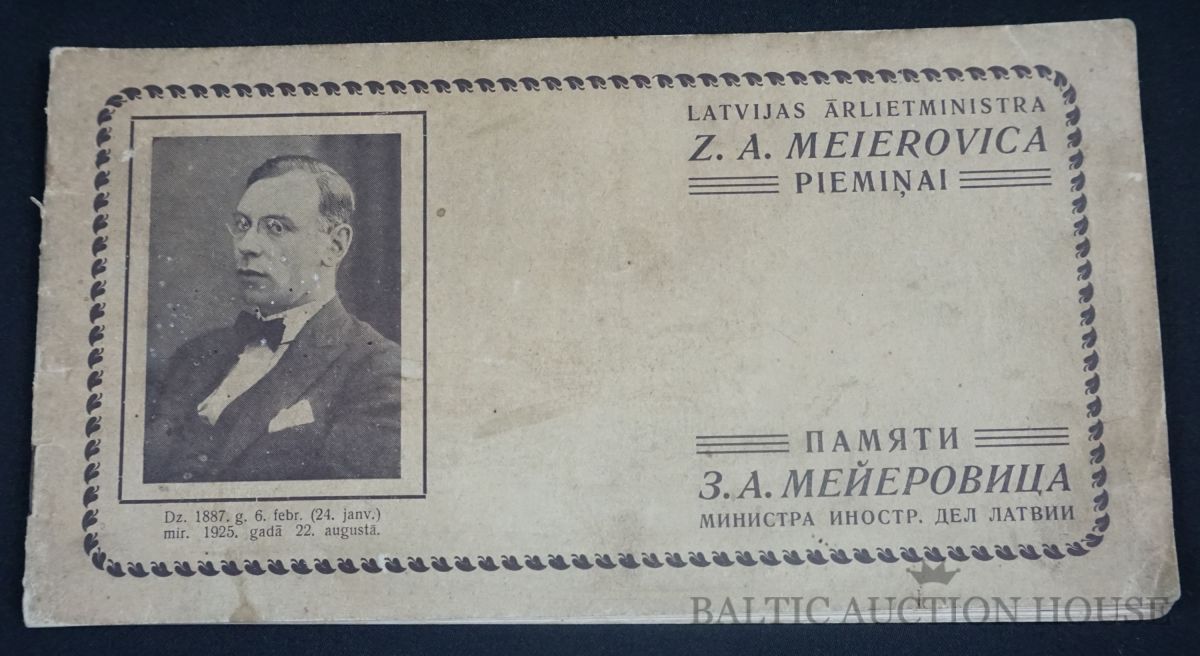 LATVIJAS ĀRLIETMINISTRA
Z. A. MEIEROVICA
PIEMIŅAI
ПАМЯТИ
З. А. МЕЙЕРОВИЦА
МИНИСТРА ИНОСТР. ДЕЛ ЛАТВИИ
Dz. 1887. g. 6. febr. (24. janv.)
mir. 1925. gadā 22. augustā.
BALTIC AUCTION HOUSE